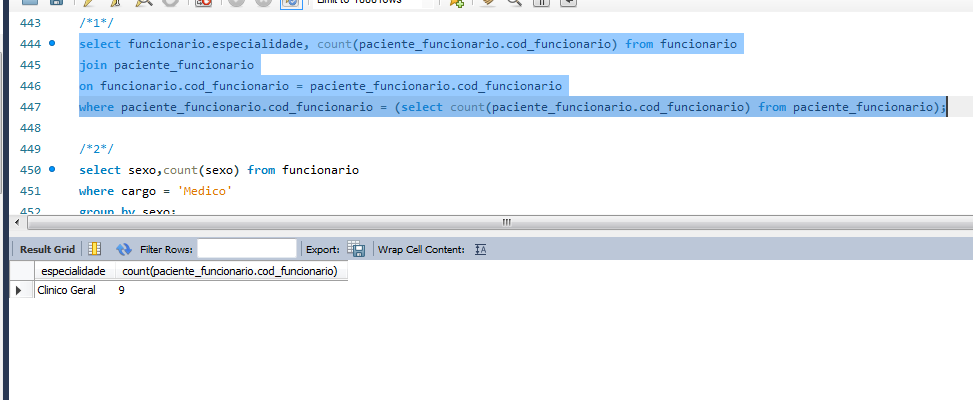 Limit to 10001 rows
443 /*1*/
444 select funcionario.especialidade, count(paciente_funcionario.cod_funcionario) from funcionario
445 join paciente_funcionario
446 on funcionario.cod_funcionario = paciente_funcionario.cod_funcionario
447 where paciente_funcionario.cod_funcionario = (select count(paciente_funcionario.cod_funcionario) from paciente_funcionario);
448
449 /*2*/
450 select sexo,count(sexo) from funcionario
451 where cargo = 'Medico'
452 group by sexo;
Result Grid Filter Rows: Export: Wrap Cell Content: IA
especialidade count(paciente_funcionario.cod_funcionario)
Clinico Geral 9